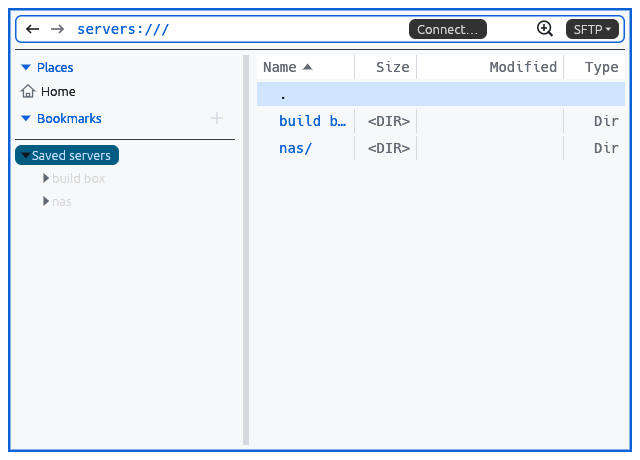 servers:/// Connect… SFTP
Places
Home
Bookmarks
Saved servers
build box
nas
Name Size Modified Type
.
build b… <DIR> Dir
nas/ <DIR> Dir